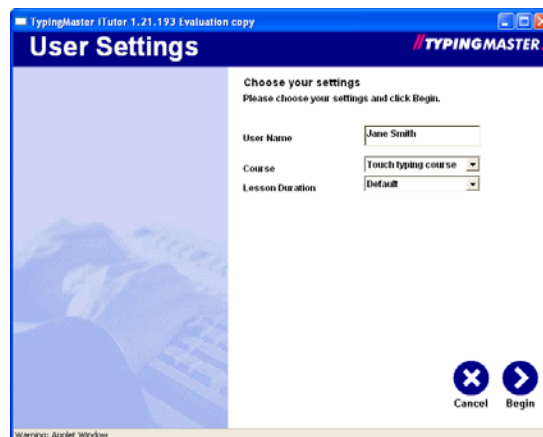 TypingMaster iTutor 1.21.193 Evaluation copy
User Settings
TYPINGMASTER
Choose your settings
Please choose your settings and click Begin.
User Name Jane Smith
Course Touch typing course
Lesson Duration Default
Cancel Begin
Warning: Applet Window